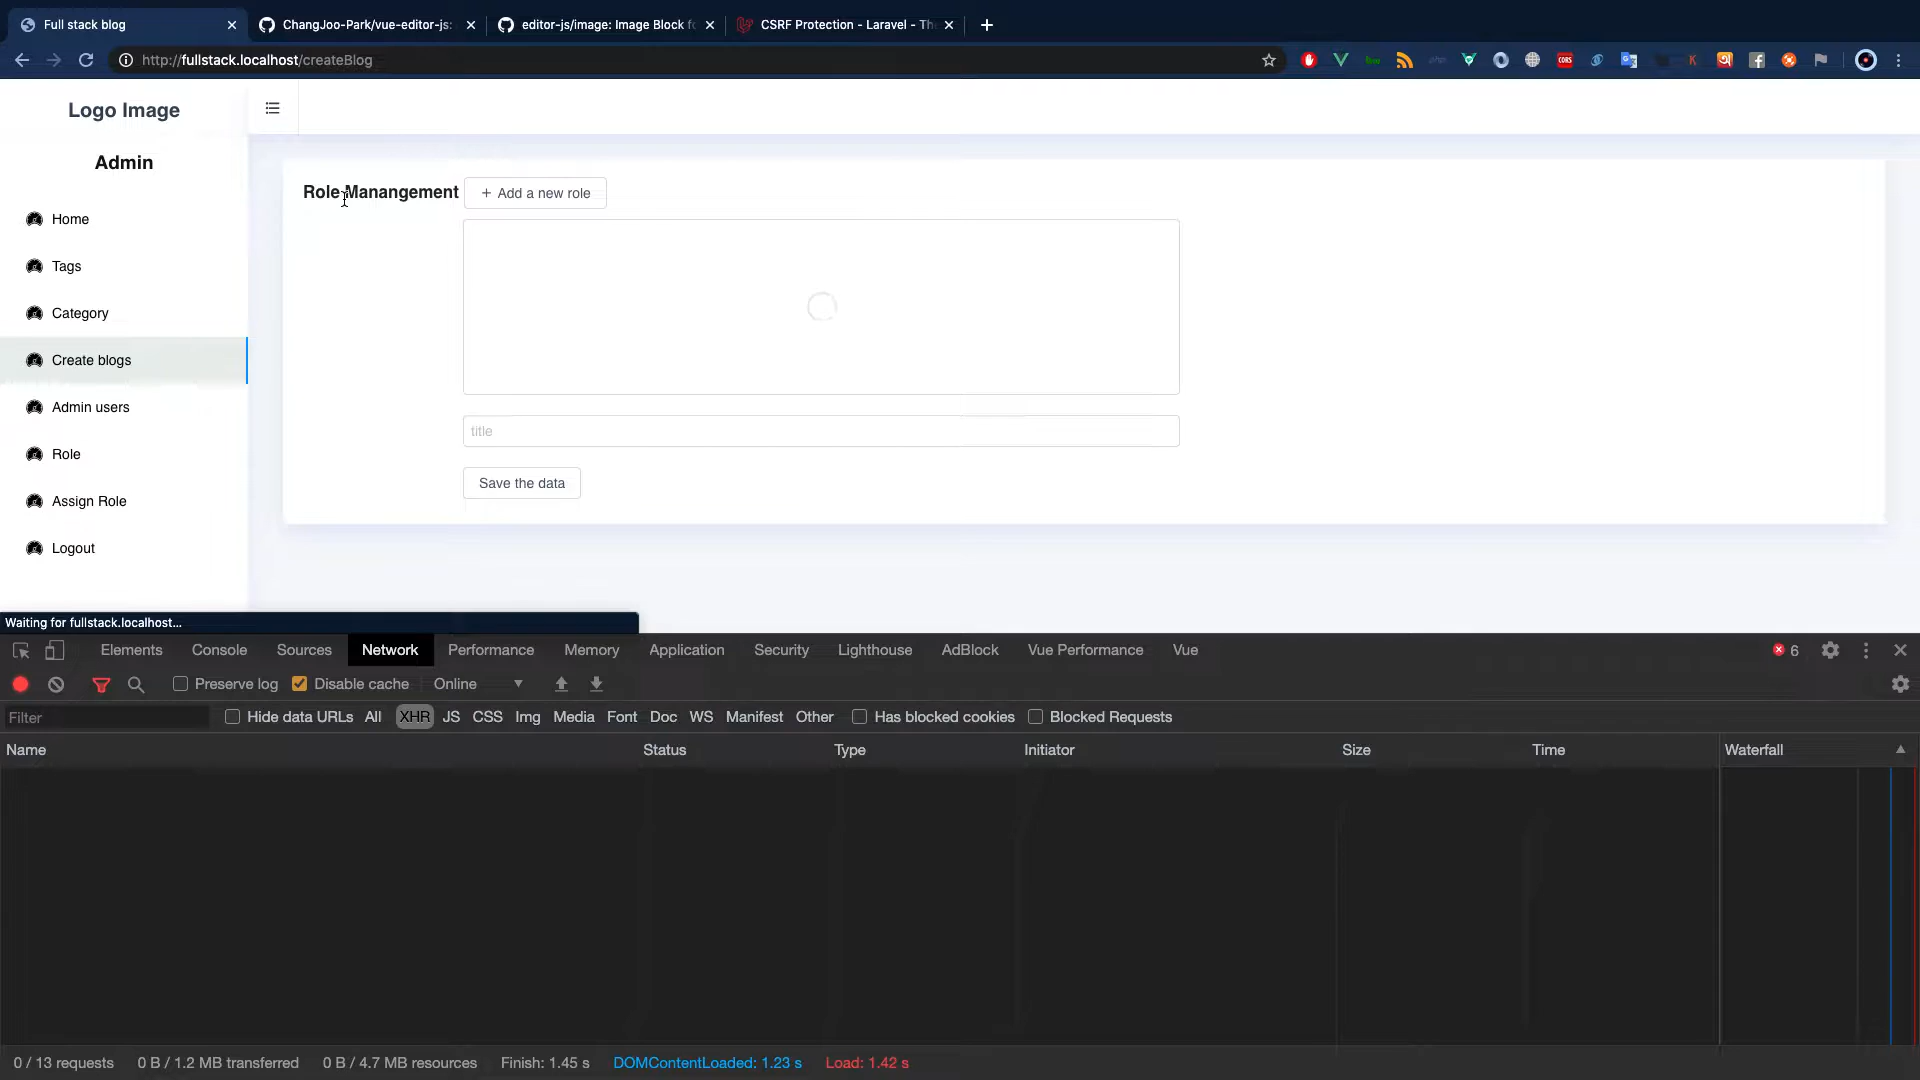 Full stack blog
ChangJoo-Park/vue-editor-js:
editor-js/image: Image Block fo
CSRF Protection - Laravel - Th
http://fullstack.localhost/createBlog
CORS
K
Logo Image
Admin
Role Manangement
+ Add a new role
Home
Tags
Category
Create blogs
title
Admin users
Role
Save the data
Assign Role
Logout
Waiting for fullstack.localhost...
Elements Console Sources Network Performance Memory Application Security Lighthouse AdBlock Vue Performance Vue 6
Preserve log Disable cache Online
Filter Hide data URLs All XHR JS CSS Img Media Font Doc WS Manifest Other Has blocked cookies Blocked Requests
Name Status Type Initiator Size Time Waterfall
0 / 13 requests 0 B / 1.2 MB transferred 0 B / 4.7 MB resources Finish: 1.45 s DOMContentLoaded: 1.23 s Load: 1.42 s